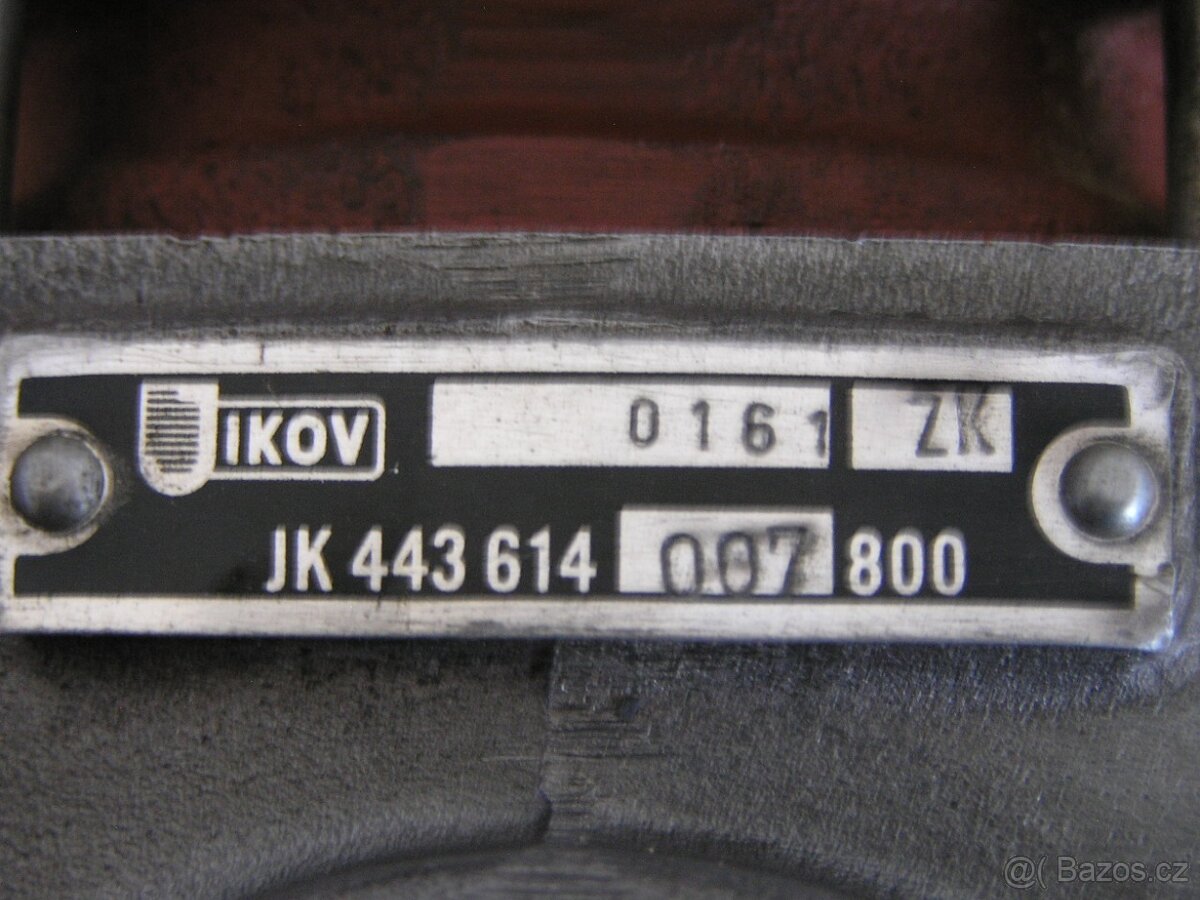 IKOV 0161 ZK
JK 443 614 007 800
@( Bazos.cz